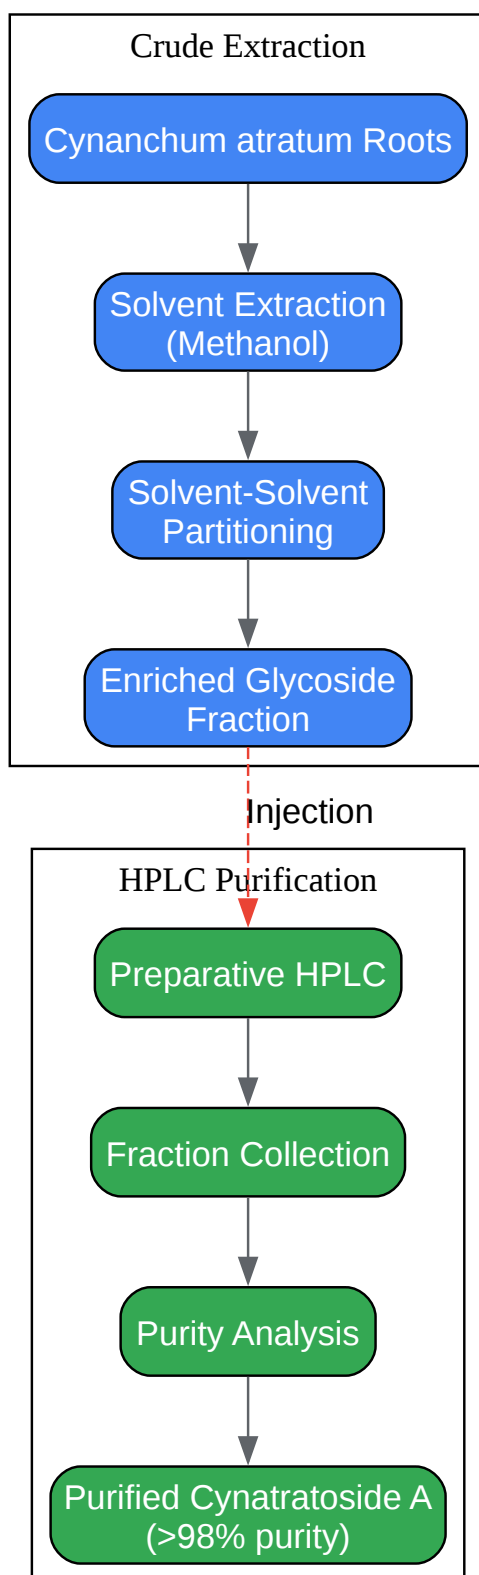 Crude Extraction
Cynanchum atratum Roots
Solvent Extraction
(Methanol)
Solvent-Solvent
Partitioning
Enriched Glycoside
Fraction
Injection
HPLC Purification
Preparative HPLC
Fraction Collection
Purity Analysis
Purified Cynatratoside A
(>98% purity)